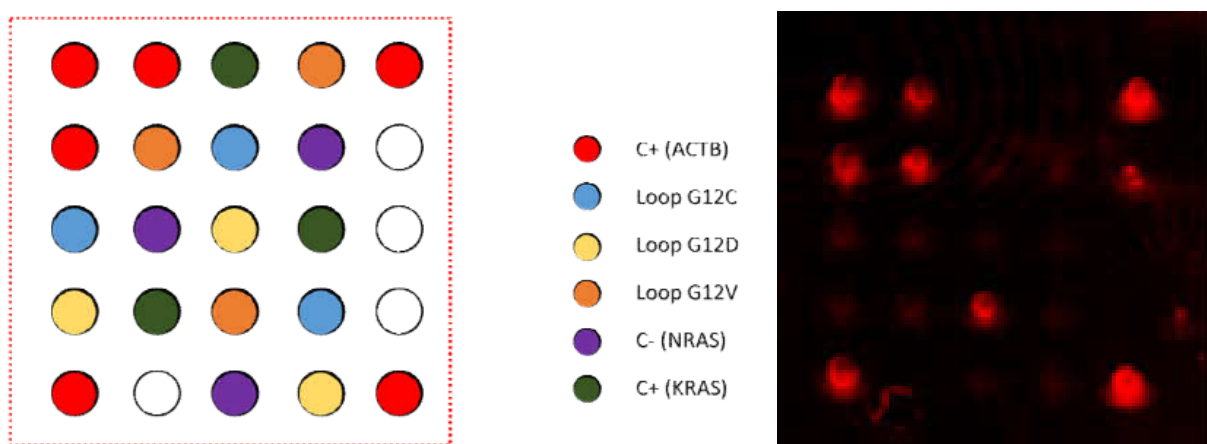 C+ (ACTB)
Loop G12C
Loop G12D
Loop G12V
C- (NRAS)
C+ (KRAS)